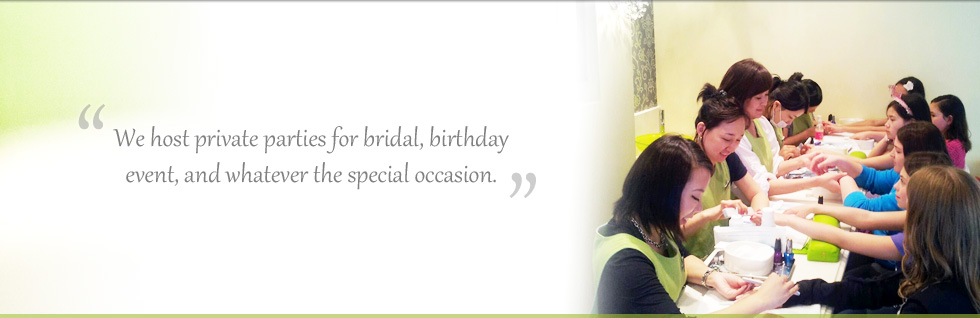 “ We host private parties for bridal, birthday
event, and whatever the special occasion. ”